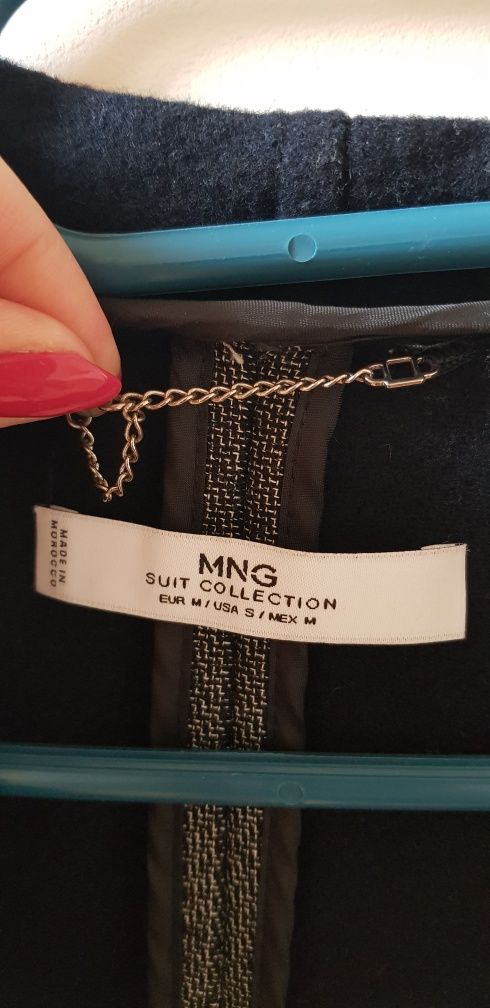 MADE IN
MOROCCO
MNG
SUIT COLLECTION
EUR M / USA S / MEX M